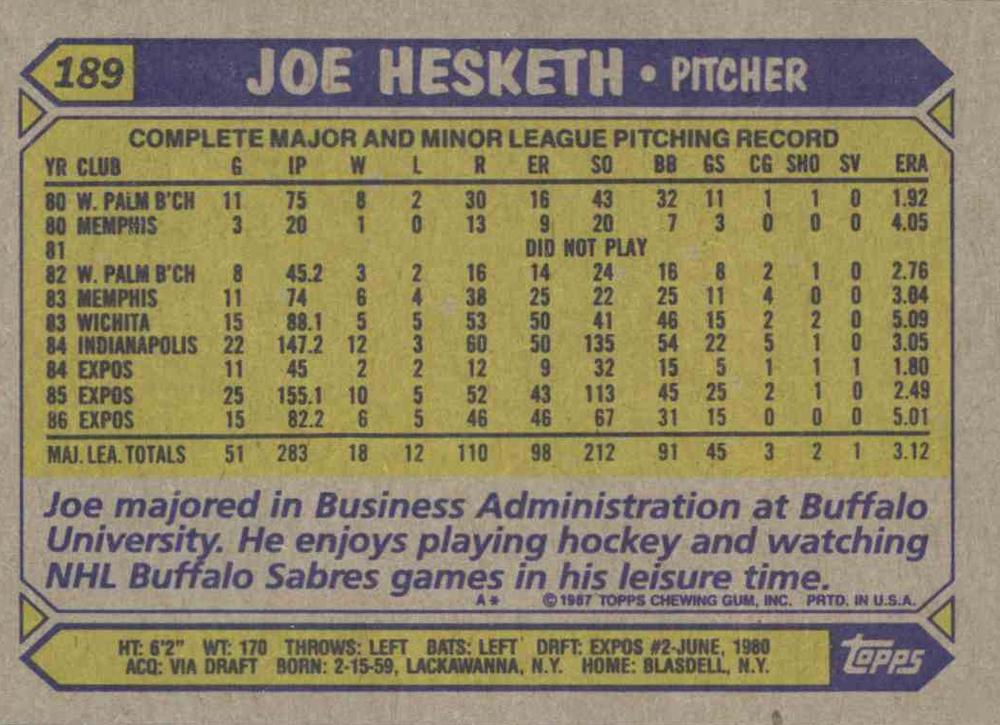 189 JOE HESKETH • PITCHER
COMPLETE MAJOR AND MINOR LEAGUE PITCHING RECORD
YR CLUB G IP W L R ER SO BB GS CG SHO SV ERA
80 W. PALM B'CH 11 75 8 2 30 16 43 32 11 1 1 0 1.92
80 MEMPHIS 3 20 1 0 13 9 20 7 3 0 0 0 4.05
81 DID NOT PLAY
82 W. PALM B'CH 8 45.2 3 2 16 14 24 16 8 2 1 0 2.76
83 MEMPHIS 11 74 6 4 38 25 22 25 11 4 0 0 3.04
83 WICHITA 15 88.1 5 5 53 50 41 46 15 2 2 0 5.09
84 INDIANAPOLIS 22 147.2 12 3 60 50 135 54 22 5 1 0 3.05
84 EXPOS 11 45 2 2 12 9 32 15 5 1 1 1 1.80
85 EXPOS 25 155.1 10 5 52 43 113 45 25 2 1 0 2.49
86 EXPOS 15 82.2 6 5 46 46 67 31 15 0 0 0 5.01
MAJ. LEA. TOTALS 51 283 18 12 110 98 212 91 45 3 2 1 3.12
Joe majored in Business Administration at Buffalo
University. He enjoys playing hockey and watching
NHL Buffalo Sabres games in his leisure time.
A* © 1987 TOPPS CHEWING GUM, INC. PRTD. IN U.S.A.
HT: 6'2" WT: 170 THROWS: LEFT BATS: LEFT DRFT: EXPOS #2-JUNE, 1980
ACQ: VIA DRAFT BORN: 2-15-59, LACKAWANNA, N.Y. HOME: BLASDELL, N.Y.
Topps